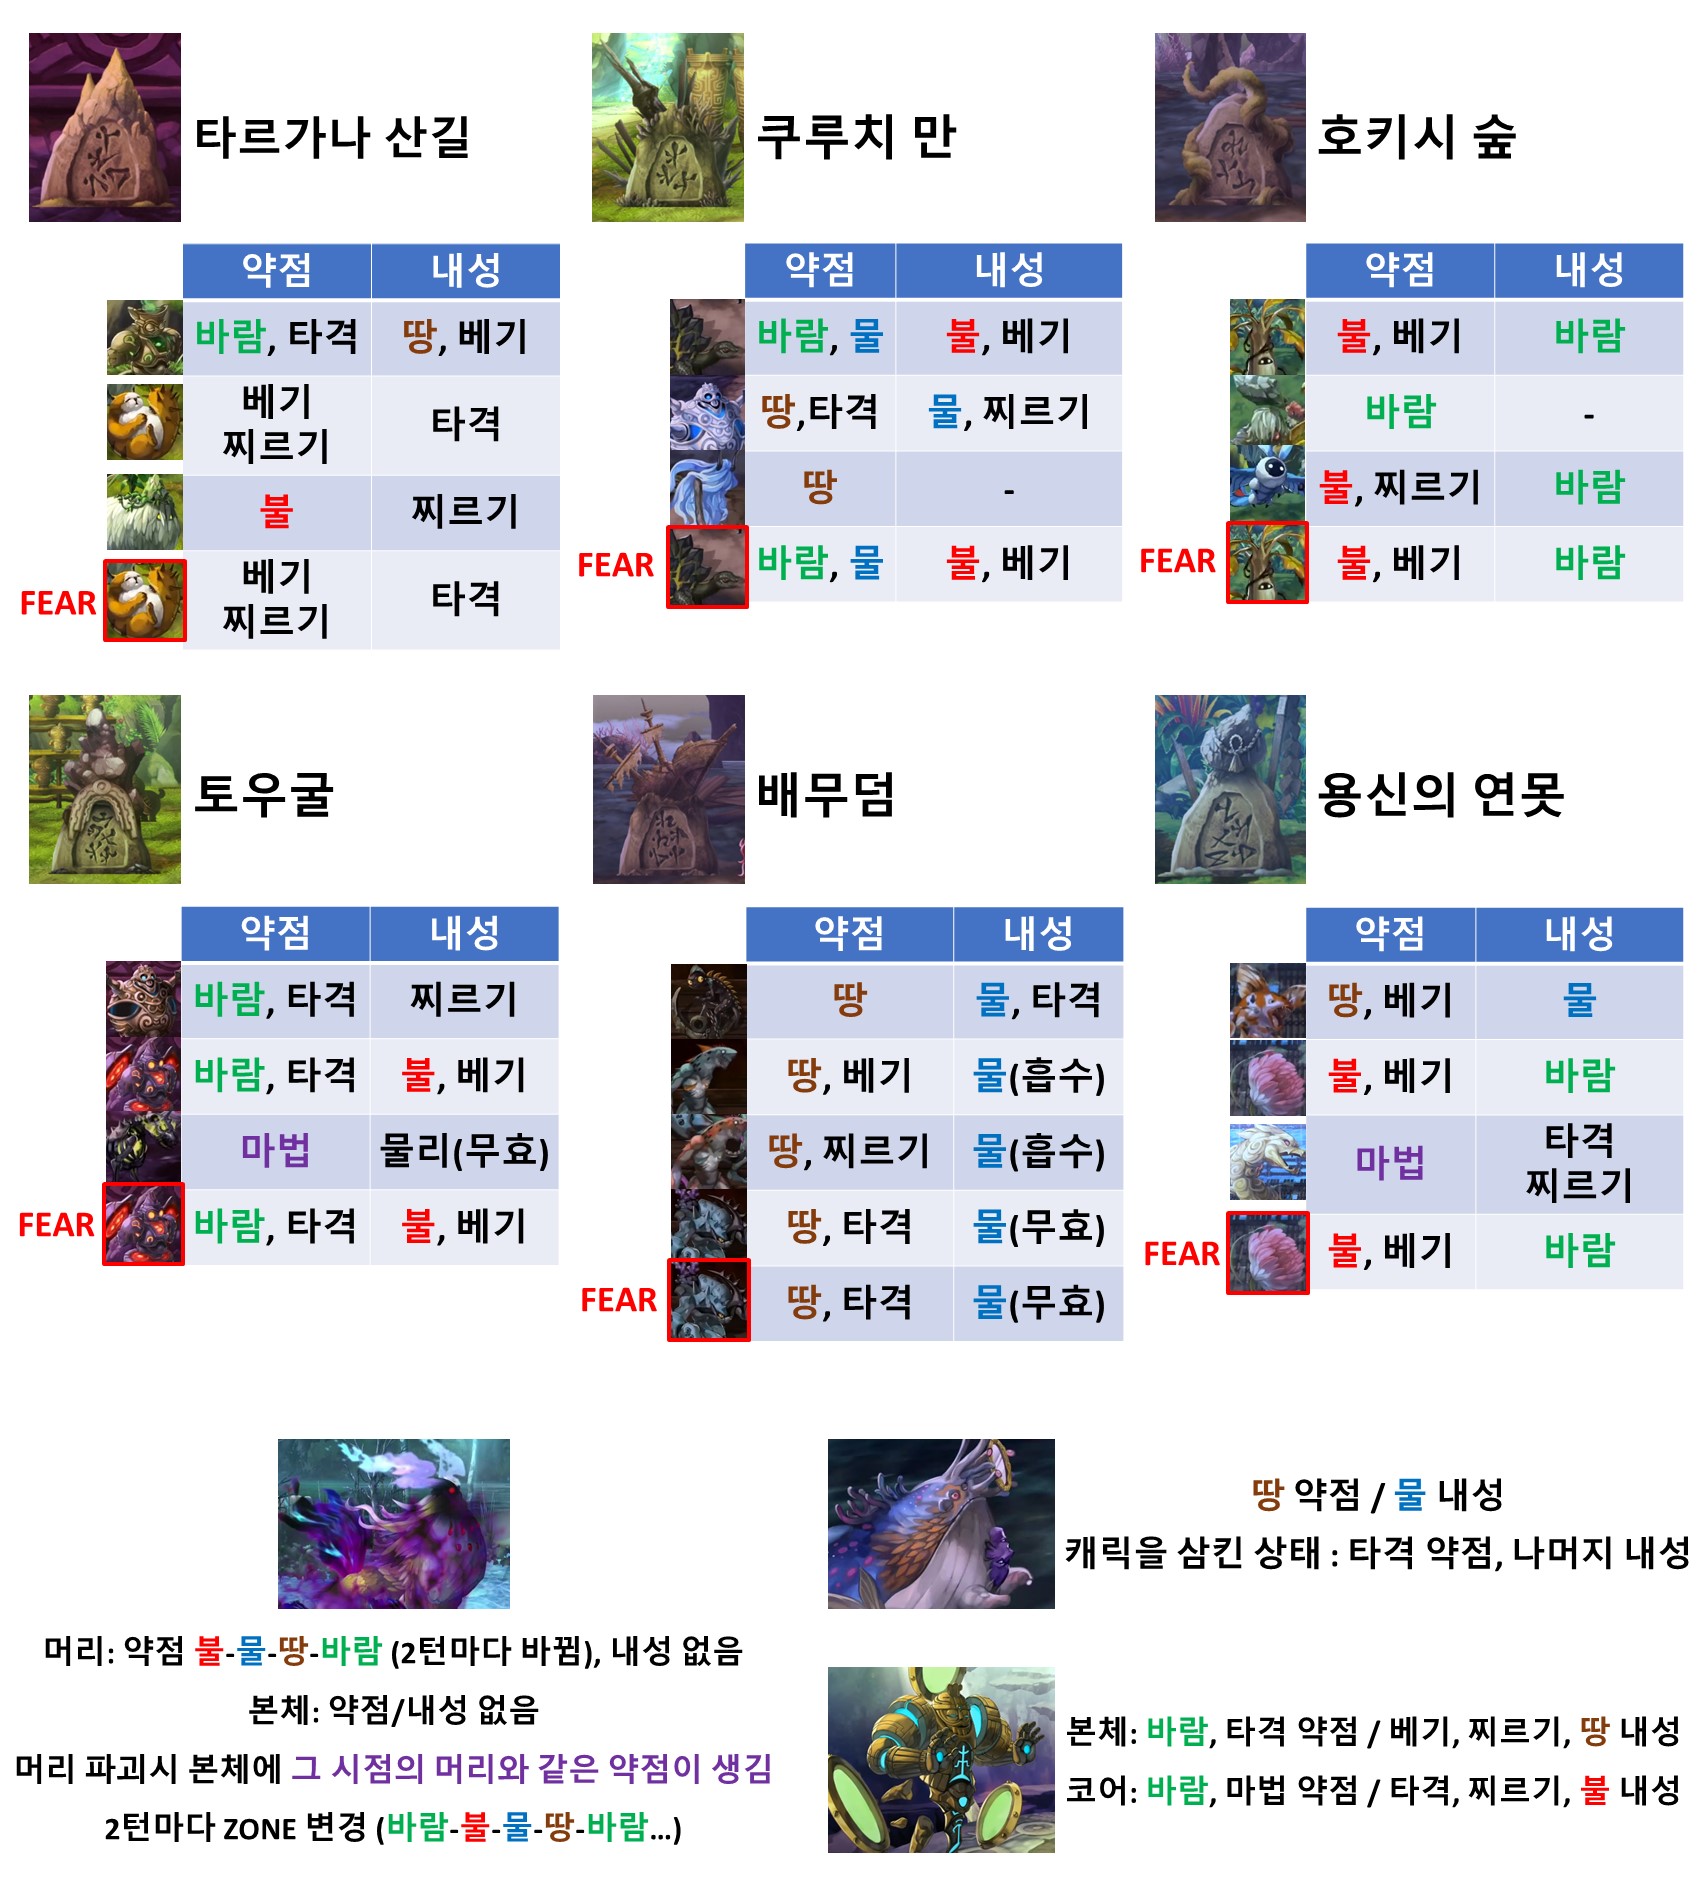 타르가나 산길
약점 내성
바람, 타격 땅, 베기
베기
찌르기
타격
불 찌르기
FEAR
베기
찌르기
타격
쿠루치 만
약점 내성
바람, 물 불, 베기
땅,타격 물, 찌르기
땅 -
FEAR 바람, 물 불, 베기
호키시 숲
약점 내성
불, 베기 바람
바람 -
불, 찌르기 바람
FEAR 불, 베기 바람
토우굴
약점 내성
바람, 타격 찌르기
바람, 타격 불, 베기
마법 물리(무효)
FEAR 바람, 타격 불, 베기
배무덤
약점 내성
땅 물, 타격
땅, 베기 물(흡수)
땅, 찌르기 물(흡수)
땅, 타격 물(무효)
FEAR 땅, 타격 물(무효)
용신의 연못
약점 내성
땅, 베기 물
불, 베기 바람
마법
타격
찌르기
FEAR 불, 베기 바람
머리: 약점 불-물-땅-바람 (2턴마다 바뀜), 내성 없음
본체: 약점/내성 없음
머리 파괴시 본체에 그 시점의 머리와 같은 약점이 생김
2턴마다 ZONE 변경 (바람-불-물-땅-바람...)
땅 약점 / 물 내성
캐릭을 삼킨 상태 : 타격 약점, 나머지 내성
본체: 바람, 타격 약점 / 베기, 찌르기, 땅 내성
코어: 바람, 마법 약점 / 타격, 찌르기, 불 내성